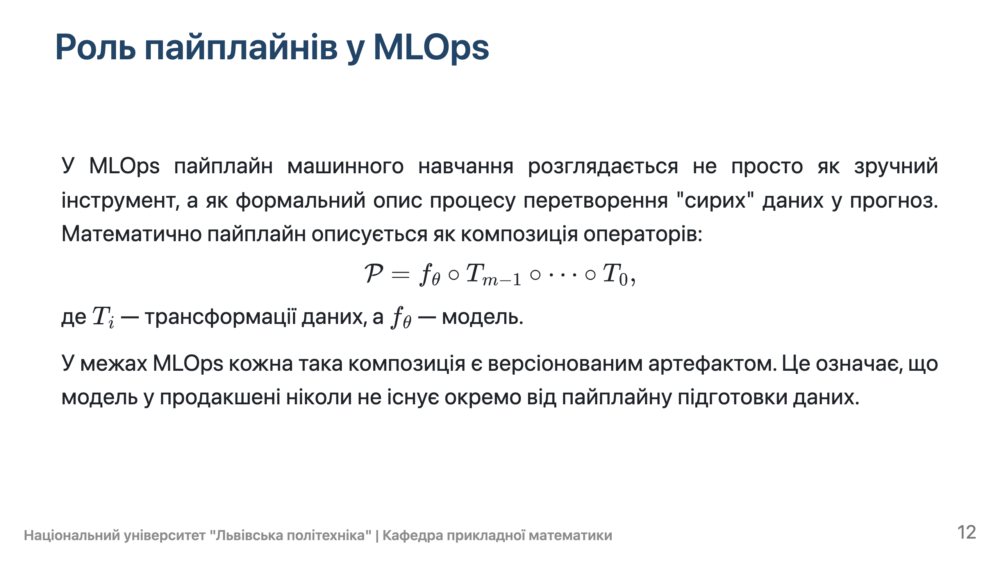 Роль пайплайнів у MLOps
У MLOps пайплайн машинного навчання розглядається не просто як зручний
інструмент, а як формальний опис процесу перетворення "сирих" даних у прогноз.
Математично пайплайн описується як композиція операторів:
𝒫 = f_θ ∘ T_{m−1} ∘ ⋯ ∘ T_0,
де T_i — трансформації даних, а f_θ — модель.
У межах MLOps кожна така композиція є версіонованим артефактом. Це означає, що
модель у продакшені ніколи не існує окремо від пайплайну підготовки даних.
Національний університет "Львівська політехніка" | Кафедра прикладної математики
12